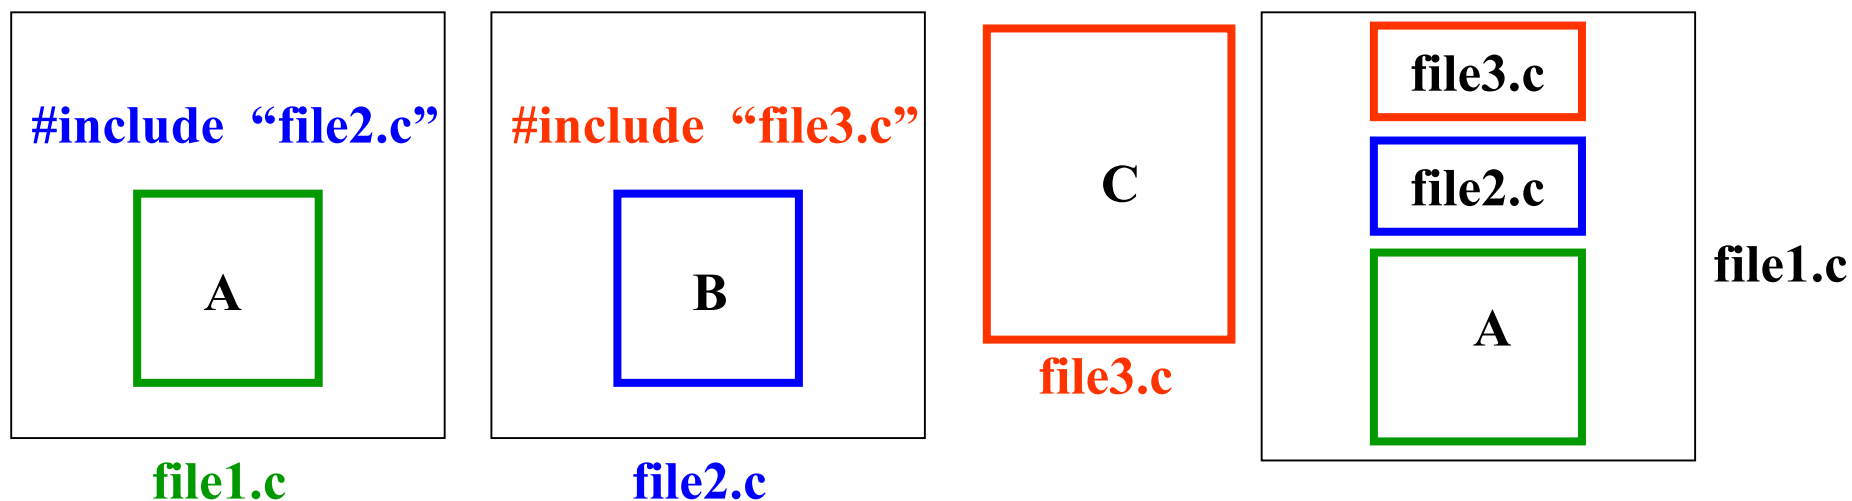 #include “file2.c”
A
file1.c
#include “file3.c”
B
file2.c
C
file3.c
file3.c
file2.c
A
file1.c